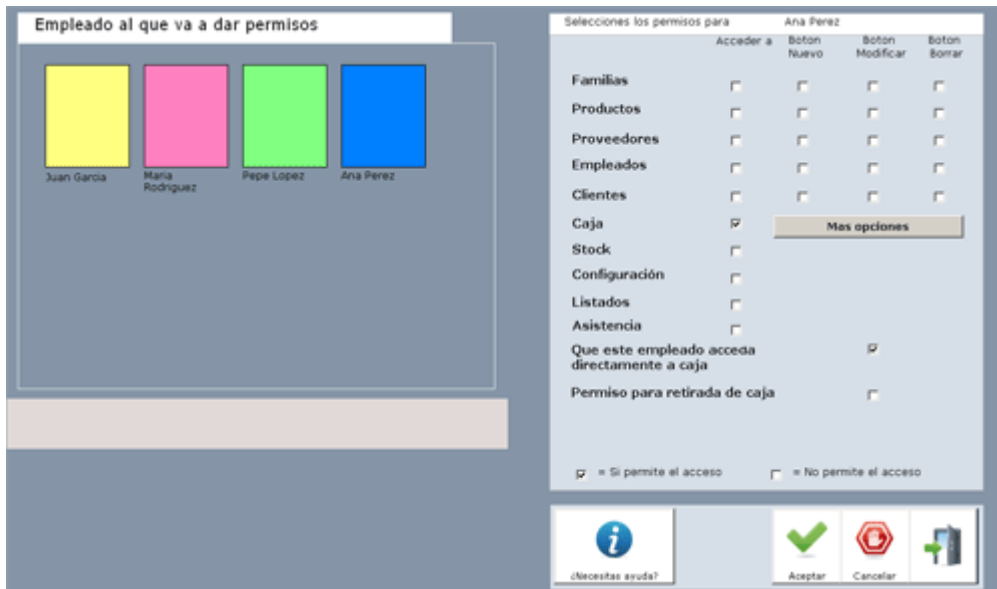 Empleado al que va a dar permisos
Juan Garcia
Maria
Rodriguez
Pepe Lopez
Ana Perez
Selecciones los permisos para Ana Perez
Acceder a
Boton
Nuevo
Boton
Modificar
Boton
Borrar
Familias
Productos
Proveedores
Empleados
Clientes
Caja
Mas opciones
Stock
Configuración
Listados
Asistencia
Que este empleado acceda
directamente a caja
Permiso para retirada de caja
= Si permite el acceso
= No permite el acceso
¿Necesitas ayuda?
Aceptar
Cancelar